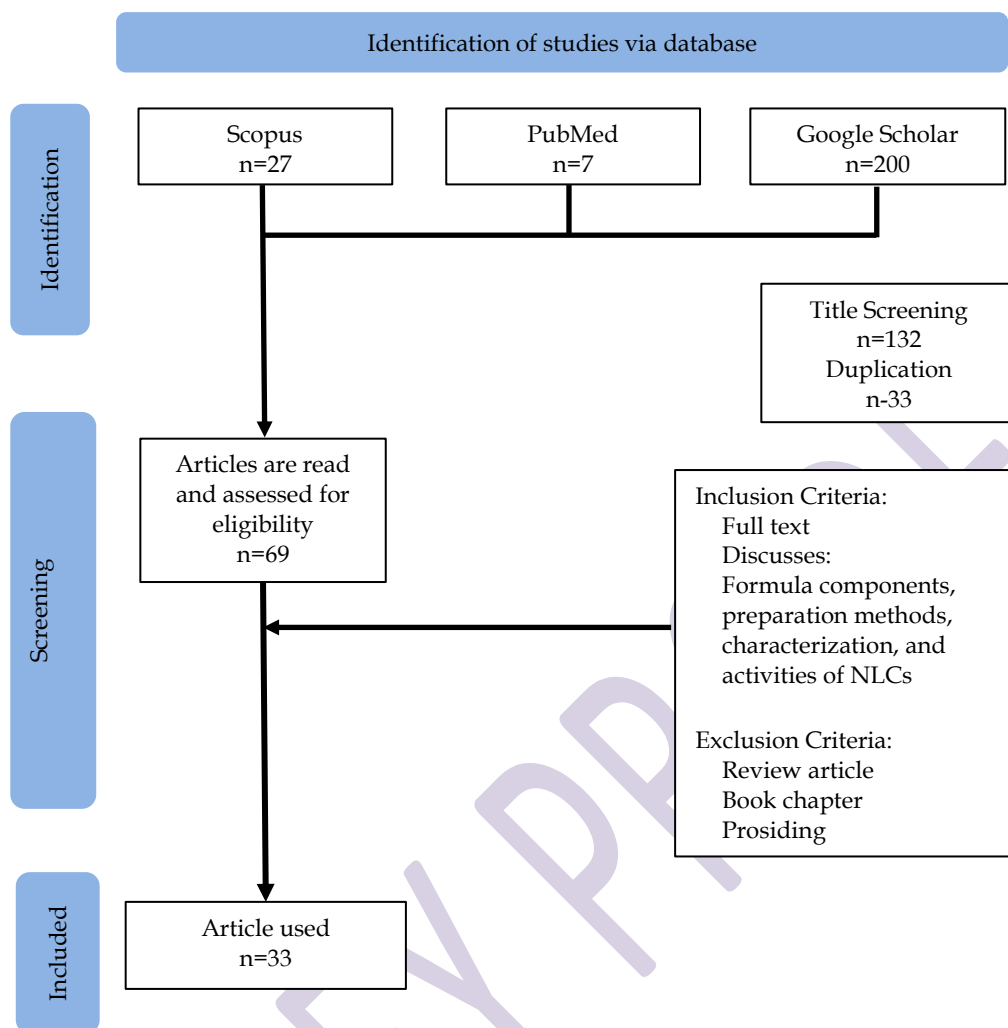 Identification of studies via database
Identification
Scopus
n=27
PubMed
n=7
Google Scholar
n=200
Title Screening
n=132
Duplication
n-33
Screening
Articles are read
and assessed for
eligibility
n=69
Inclusion Criteria:
Full text
Discusses:
Formula components,
preparation methods,
characterization, and
activities of NLCs
Exclusion Criteria:
Review article
Book chapter
Prosiding
Included
Article used
n=33